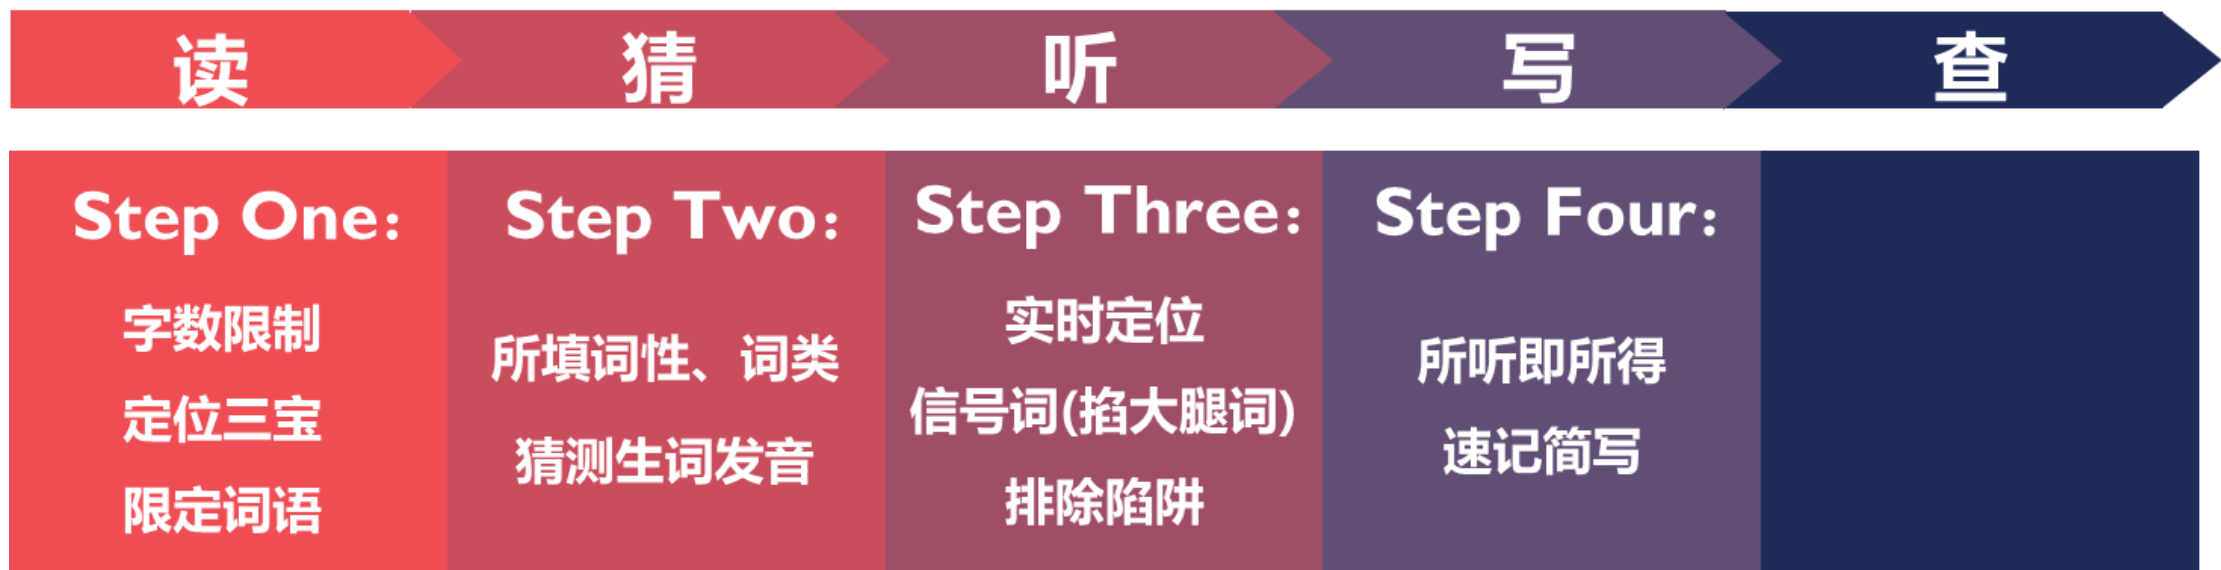 读
猜
听
写
查
Step One：
字数限制
定位三宝
限定词语
Step Two：
所填词性、词类
猜测生词发音
Step Three：
实时定位
信号词(掐大腿词)
排除陷阱
Step Four：
所听即所得
速记简写